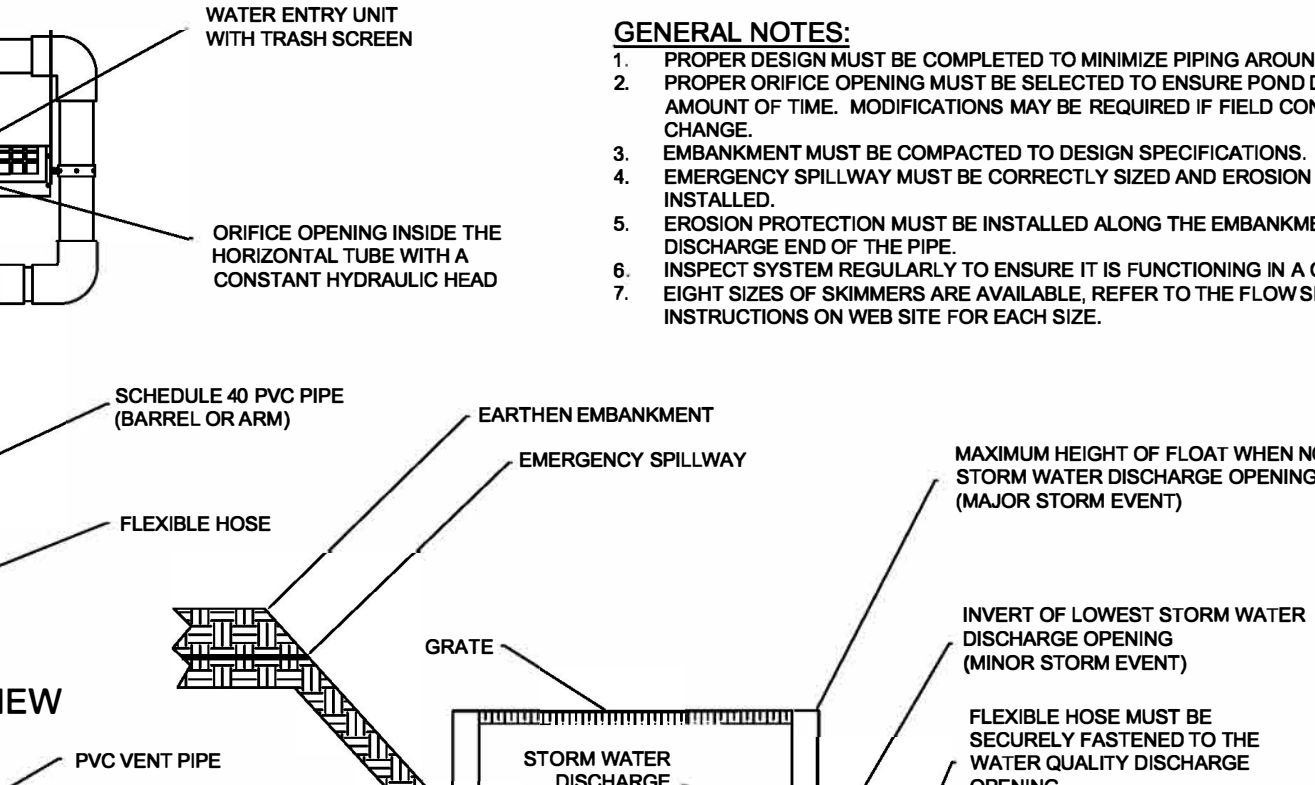 WATER ENTRY UNIT
WITH TRASH SCREEN
ORIFICE OPENING INSIDE THE
HORIZONTAL TUBE WITH A
CONSTANT HYDRAULIC HEAD
GENERAL NOTES:
1. PROPER DESIGN MUST BE COMPLETED TO MINIMIZE PIPING AROUN
2. PROPER ORIFICE OPENING MUST BE SELECTED TO ENSURE POND D
AMOUNT OF TIME. MODIFICATIONS MAY BE REQUIRED IF FIELD CON
CHANGE.
3. EMBANKMENT MUST BE COMPACTED TO DESIGN SPECIFICATIONS.
4. EMERGENCY SPILLWAY MUST BE CORRECTLY SIZED AND EROSION
INSTALLED.
5. EROSION PROTECTION MUST BE INSTALLED ALONG THE EMBANKME
DISCHARGE END OF THE PIPE.
6. INSPECT SYSTEM REGULARLY TO ENSURE IT IS FUNCTIONING IN A
7. EIGHT SIZES OF SKIMMERS ARE AVAILABLE, REFER TO THE FLOW S
INSTRUCTIONS ON WEB SITE FOR EACH SIZE.
SCHEDULE 40 PVC PIPE
(BARREL OR ARM)
FLEXIBLE HOSE
EARTHEN EMBANKMENT
EMERGENCY SPILLWAY
MAXIMUM HEIGHT OF FLOAT WHEN NO
STORM WATER DISCHARGE OPENING
(MAJOR STORM EVENT)
GRATE
INVERT OF LOWEST STORM WATER
DISCHARGE OPENING
(MINOR STORM EVENT)
IEW
PVC VENT PIPE
STORM WATER
DISCHARGE
FLEXIBLE HOSE MUST BE
SECURELY FASTENED TO THE
WATER QUALITY DISCHARGE
OPENING